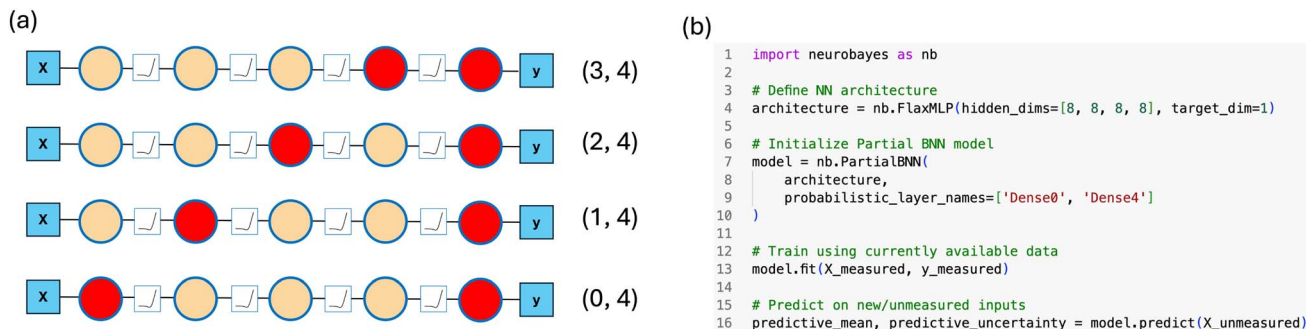 (a)
X y (3, 4)
X y (2, 4)
X y (1, 4)
X y (0, 4)
(b)
1 import neurobayes as nb
2
3 # Define NN architecture
4 architecture = nb.FlaxMLP(hidden_dims=[8, 8, 8, 8], target_dim=1)
5
6 # Initialize Partial BNN model
7 model = nb.PartialBNN(
8     architecture,
9     probabilistic_layer_names=['Dense0', 'Dense4']
10 )
11
12 # Train using currently available data
13 model.fit(X_measured, y_measured)
14
15 # Predict on new/unmeasured inputs
16 predictive_mean, predictive_uncertainty = model.predict(X_unmeasured)